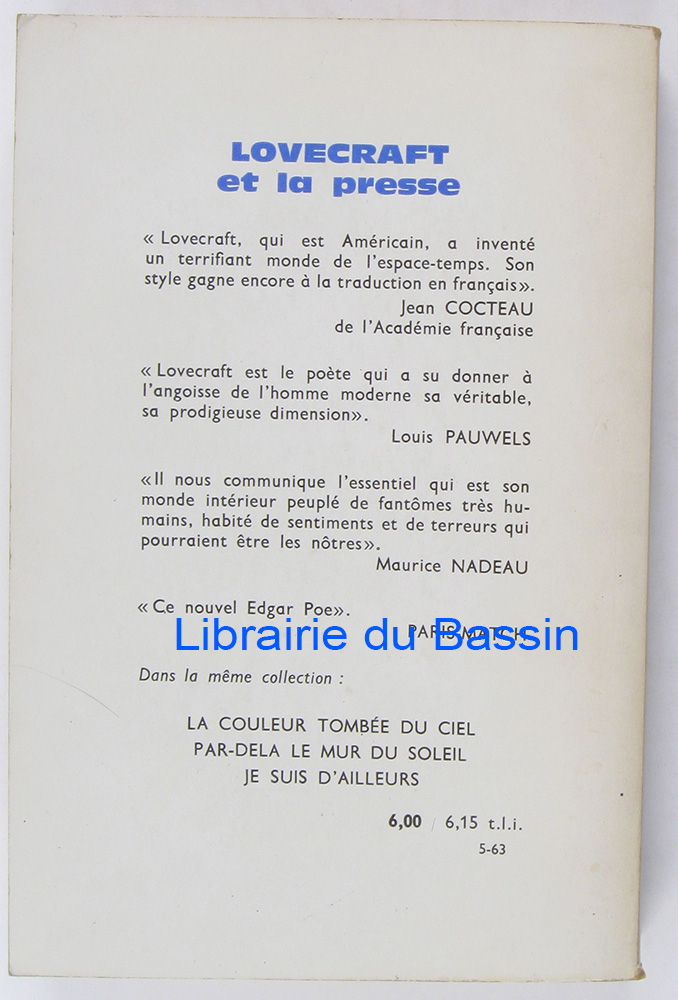 LOVECRAFT
et la presse
« Lovecraft, qui est Américain, a inventé
un terrifiant monde de l'espace-temps. Son
style gagne encore à la traduction en français».
Jean COCTEAU
de l'Académie française
« Lovecraft est le poète qui a su donner à
l'angoisse de l'homme moderne sa véritable,
sa prodigieuse dimension».
Louis PAUWELS
«Il nous communique l'essentiel qui est son
monde intérieur peuplé de fantômes très hu-
mains, habité de sentiments et de terreurs qui
pourraient être les nôtres».
Maurice NADEAU
« Ce nouvel Edgar Poe».
PARIS-MATCH
Librairie du Bassin
Dans la même collection :
LA COULEUR TOMBÉE DU CIEL
PAR-DELA LE MUR DU SOLEIL
JE SUIS D'AILLEURS
6,00 / 6,15 t.l.i.
5-63